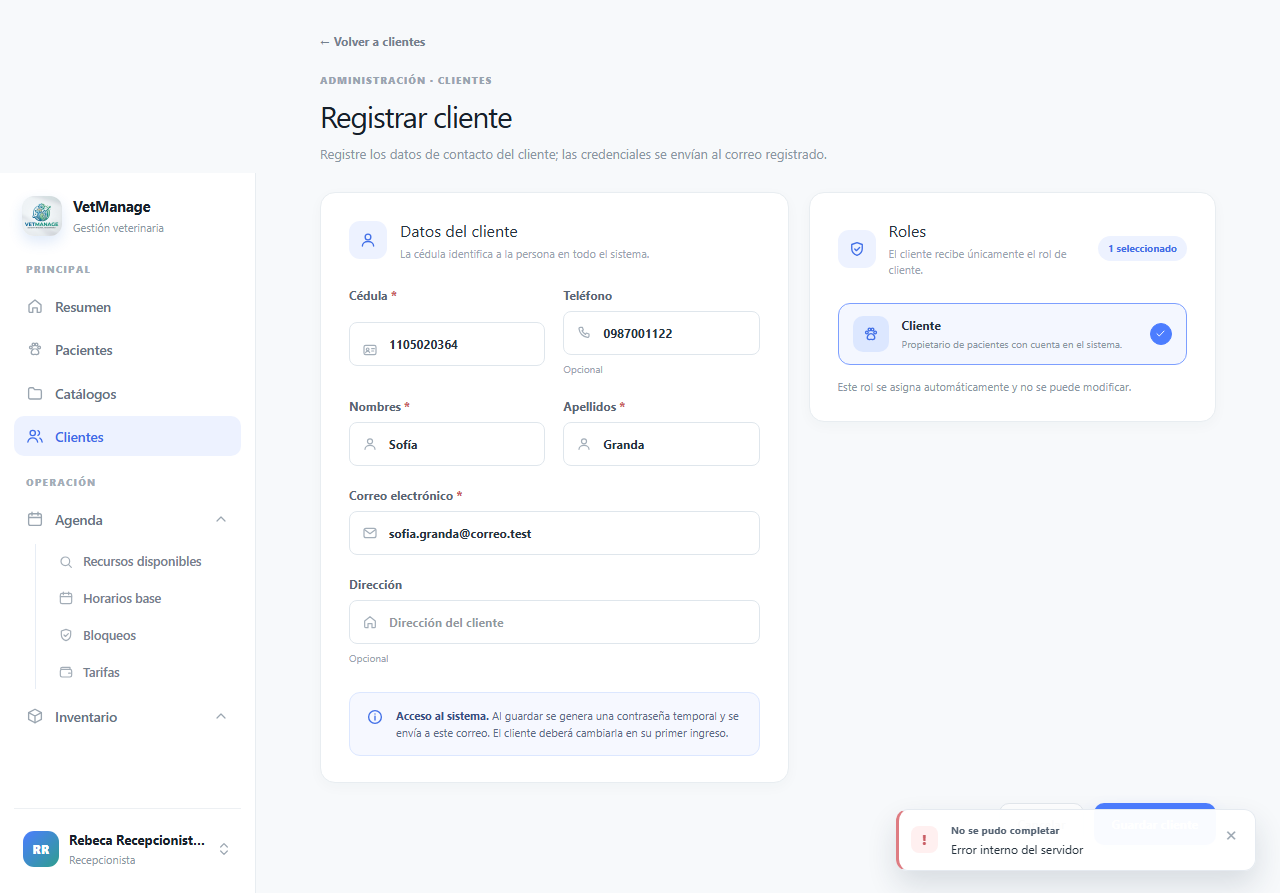 ← Volver a clientes
ADMINISTRACIÓN · CLIENTES
Registrar cliente
Registre los datos de contacto del cliente; las credenciales se envían al correo registrado.
VETMANAGE
VetManage
Gestión veterinaria
PRINCIPAL
Resumen
Pacientes
Catálogos
Clientes
OPERACIÓN
Agenda
Recursos disponibles
Horarios base
Bloqueos
Tarifas
Inventario
RR
Rebeca Recepcionist...
Recepcionista
Datos del cliente
La cédula identifica a la persona en todo el sistema.
Cédula *
1105020364
Teléfono
0987001122
Opcional
Nombres *
Sofía
Apellidos *
Granda
Correo electrónico *
sofia.granda@correo.test
Dirección
Dirección del cliente
Opcional
Acceso al sistema. Al guardar se genera una contraseña temporal y se
envía a este correo. El cliente deberá cambiarla en su primer ingreso.
Roles
El cliente recibe únicamente el rol de
cliente.
1 seleccionado
Cliente
Propietario de pacientes con cuenta en el sistema.
Este rol se asigna automáticamente y no se puede modificar.
No se pudo completar
Error interno del servidor